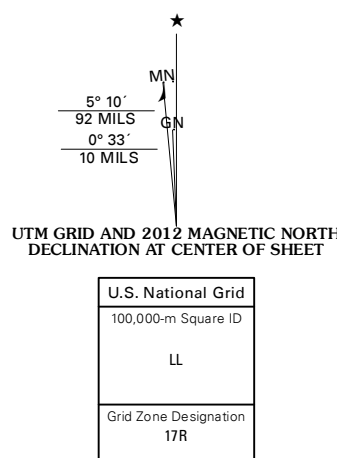 ★
MN
5° 10´
92 MILS
GN
0° 33´
10 MILS
UTM GRID AND 2012 MAGNETIC NORTH
DECLINATION AT CENTER OF SHEET
U.S. National Grid
100,000-m Square ID
LL
Grid Zone Designation
17R